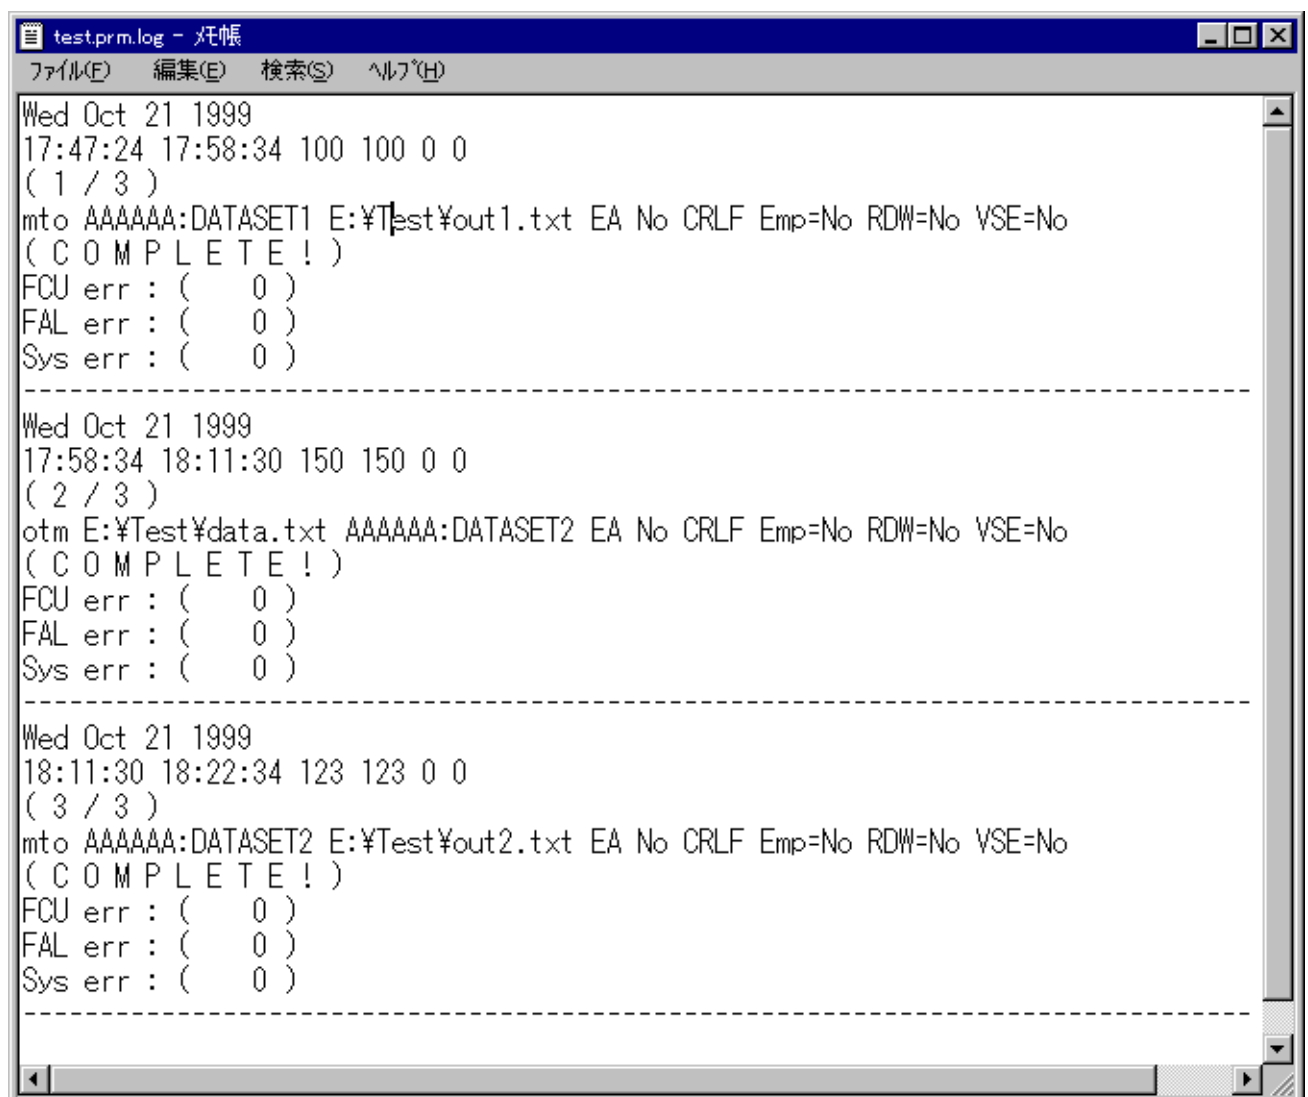 test.prm.log - ﾒﾓ帳
ﾌｧｲﾙ(F) 編集(E) 検索(S) ﾍﾙﾌﾟ(H)
Wed Oct 21 1999
17:47:24 17:58:34 100 100 0 0
( 1 / 3 )
mto AAAAAA:DATASET1 E:¥Test¥out1.txt EA No CRLF Emp=No RDW=No VSE=No
( C O M P L E T E ! )
FCU err : (    0 )
FAL err : (    0 )
Sys err : (    0 )
--------------------------------------------------------------------------------
Wed Oct 21 1999
17:58:34 18:11:30 150 150 0 0
( 2 / 3 )
otm E:¥Test¥data.txt AAAAAA:DATASET2 EA No CRLF Emp=No RDW=No VSE=No
( C O M P L E T E ! )
FCU err : (    0 )
FAL err : (    0 )
Sys err : (    0 )
--------------------------------------------------------------------------------
Wed Oct 21 1999
18:11:30 18:22:34 123 123 0 0
( 3 / 3 )
mto AAAAAA:DATASET2 E:¥Test¥out2.txt EA No CRLF Emp=No RDW=No VSE=No
( C O M P L E T E ! )
FCU err : (    0 )
FAL err : (    0 )
Sys err : (    0 )
--------------------------------------------------------------------------------